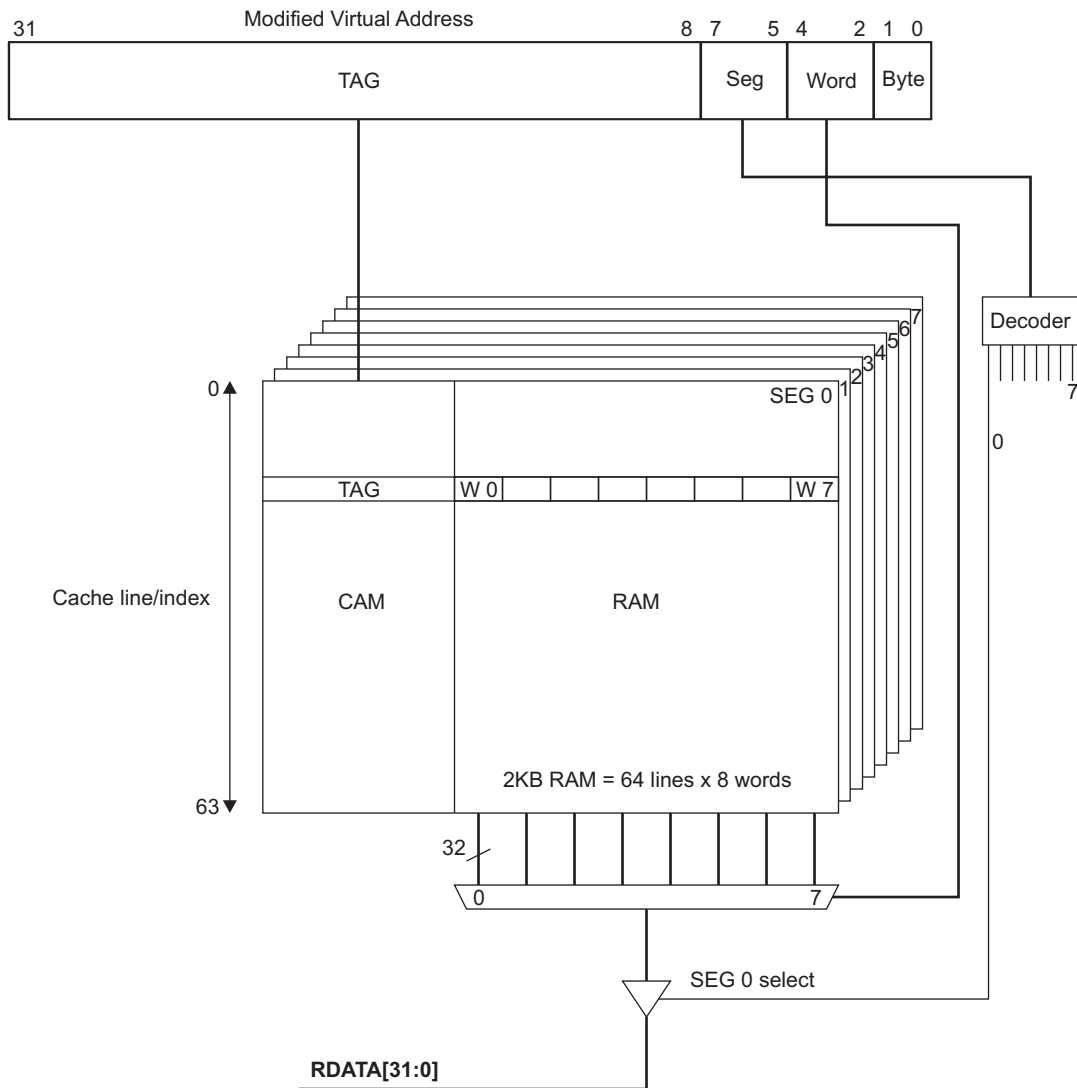 Modified Virtual Address
31 8 7 5 4 2 1 0
TAG Seg Word Byte
Decoder
7
0
7
6
5
4
3
2
1
SEG 0
0
TAG W 0 W 7
Cache line/index
CAM RAM
2KB RAM = 64 lines x 8 words
63
32
0 7
SEG 0 select
RDATA[31:0]